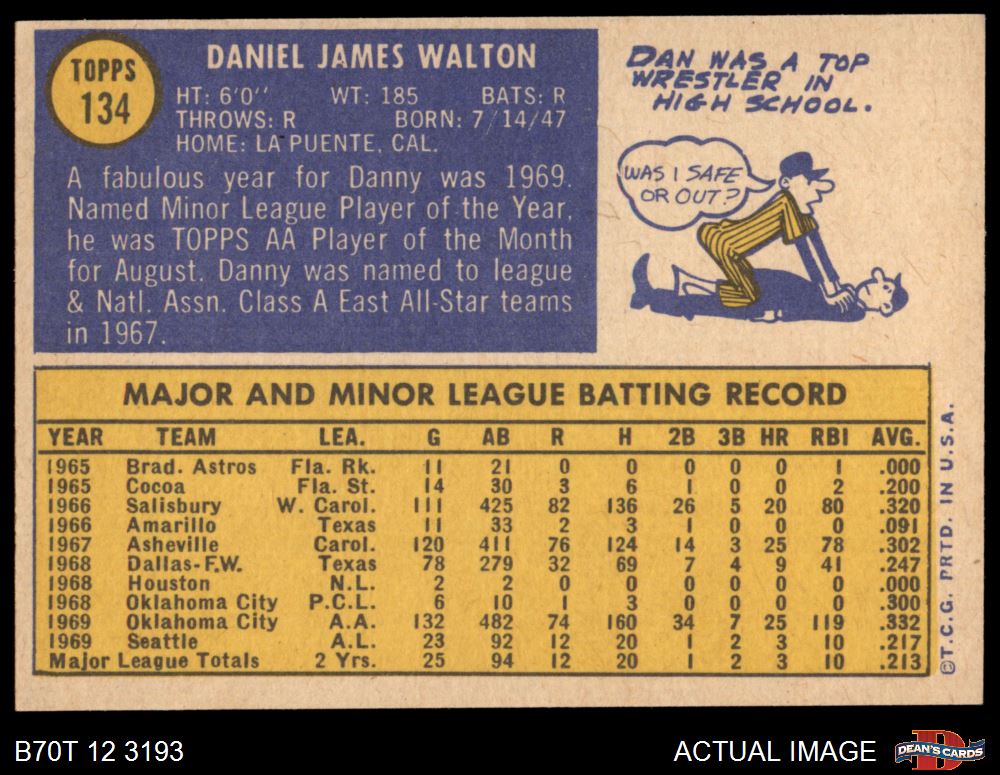 TOPPS
134
DANIEL JAMES WALTON
HT: 6'0'' WT: 185 BATS: R
THROWS: R BORN: 7/14/47
HOME: LA PUENTE, CAL.
A fabulous year for Danny was 1969.
Named Minor League Player of the Year,
he was TOPPS AA Player of the Month
for August. Danny was named to league
& Natl. Assn. Class A East All-Star teams
in 1967.
DAN WAS A TOP
WRESTLER IN
HIGH SCHOOL.
WAS I SAFE
OR OUT?
MAJOR AND MINOR LEAGUE BATTING RECORD
YEAR TEAM LEA. G AB R H 2B 3B HR RBI AVG.
1965 Brad. Astros Fla. Rk. 11 21 0 0 0 0 0 1 .000
1965 Cocoa Fla. St. 14 30 3 6 1 0 0 2 .200
1966 Salisbury W. Carol. 111 425 82 136 26 5 20 80 .320
1966 Amarillo Texas 11 33 2 3 1 0 0 0 .091
1967 Asheville Carol. 120 411 76 124 14 3 25 78 .302
1968 Dallas-F.W. Texas 78 279 32 69 7 4 9 41 .247
1968 Houston N.L. 2 2 0 0 0 0 0 0 .000
1968 Oklahoma City P.C.L. 6 10 1 3 0 0 0 0 .300
1969 Oklahoma City A.A. 132 482 74 160 34 7 25 119 .332
1969 Seattle A.L. 23 92 12 20 1 2 3 10 .217
Major League Totals 2 Yrs. 25 94 12 20 1 2 3 10 .213
©T.C.G. PRTD. IN U.S.A.
B70T 12 3193
ACTUAL IMAGE
D
DEAN'S CARDS